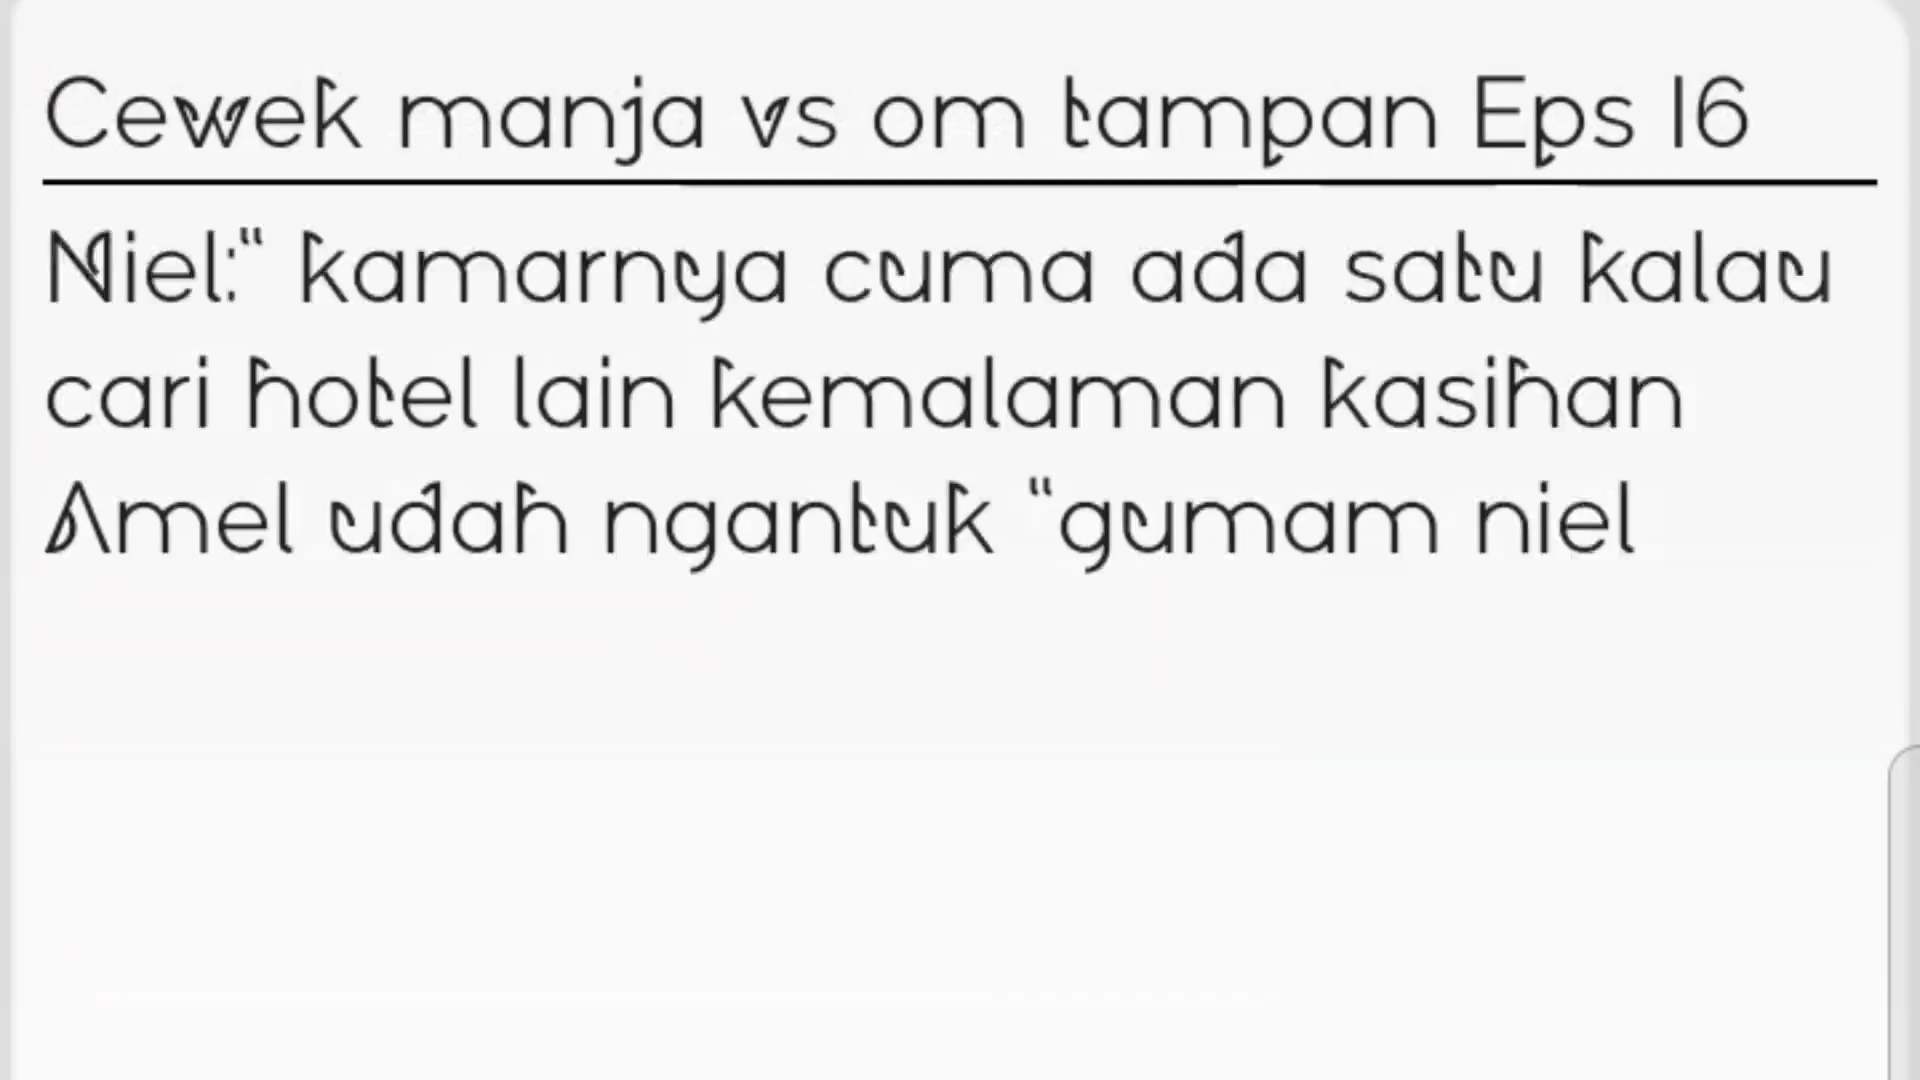 Cewek manja vs om tampan Eps 16
Niel:" kamarnya cuma ada satu kalau
cari hotel lain kemalaman kasihan
Amel udah ngantuk "gumam niel